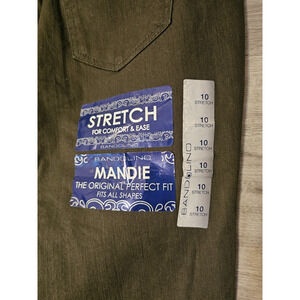 STRETCH
FOR COMFORT & EASE
BANDOLINO
BANDOLINO
MANDIE
THE ORIGINAL PERFECT FIT
FITS ALL SHAPES
10
STRETCH
10
STRETCH
10
STRETCH
BANDOLINO
10
STRETCH
10
STRETCH
10
STRETCH